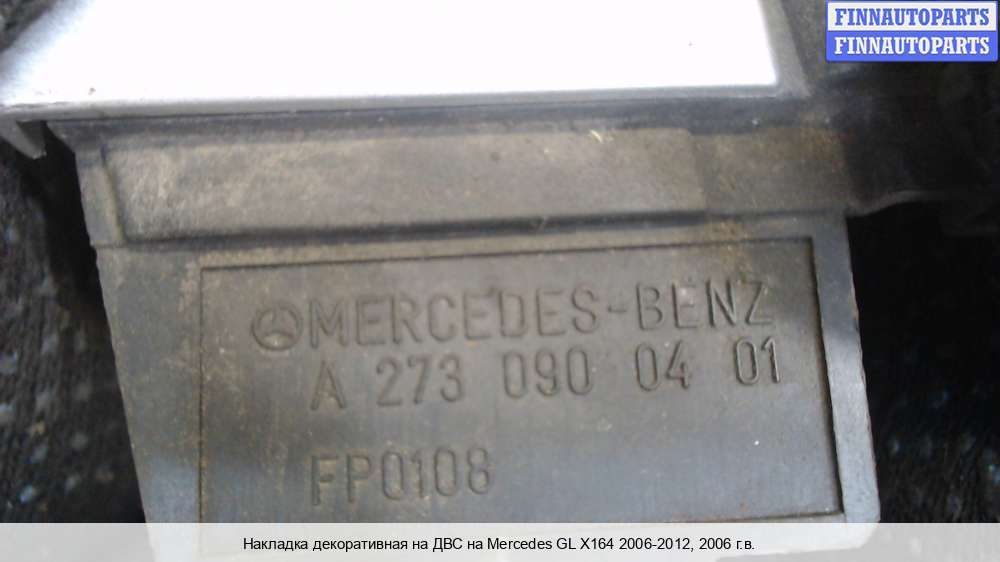 FINNAUTOPARTS
FINNAUTOPARTS
MERCEDES-BENZ
A 273 090 04 01
FP0108
Накладка декоративная на ДВС на Mercedes GL X164 2006-2012, 2006 г.в.